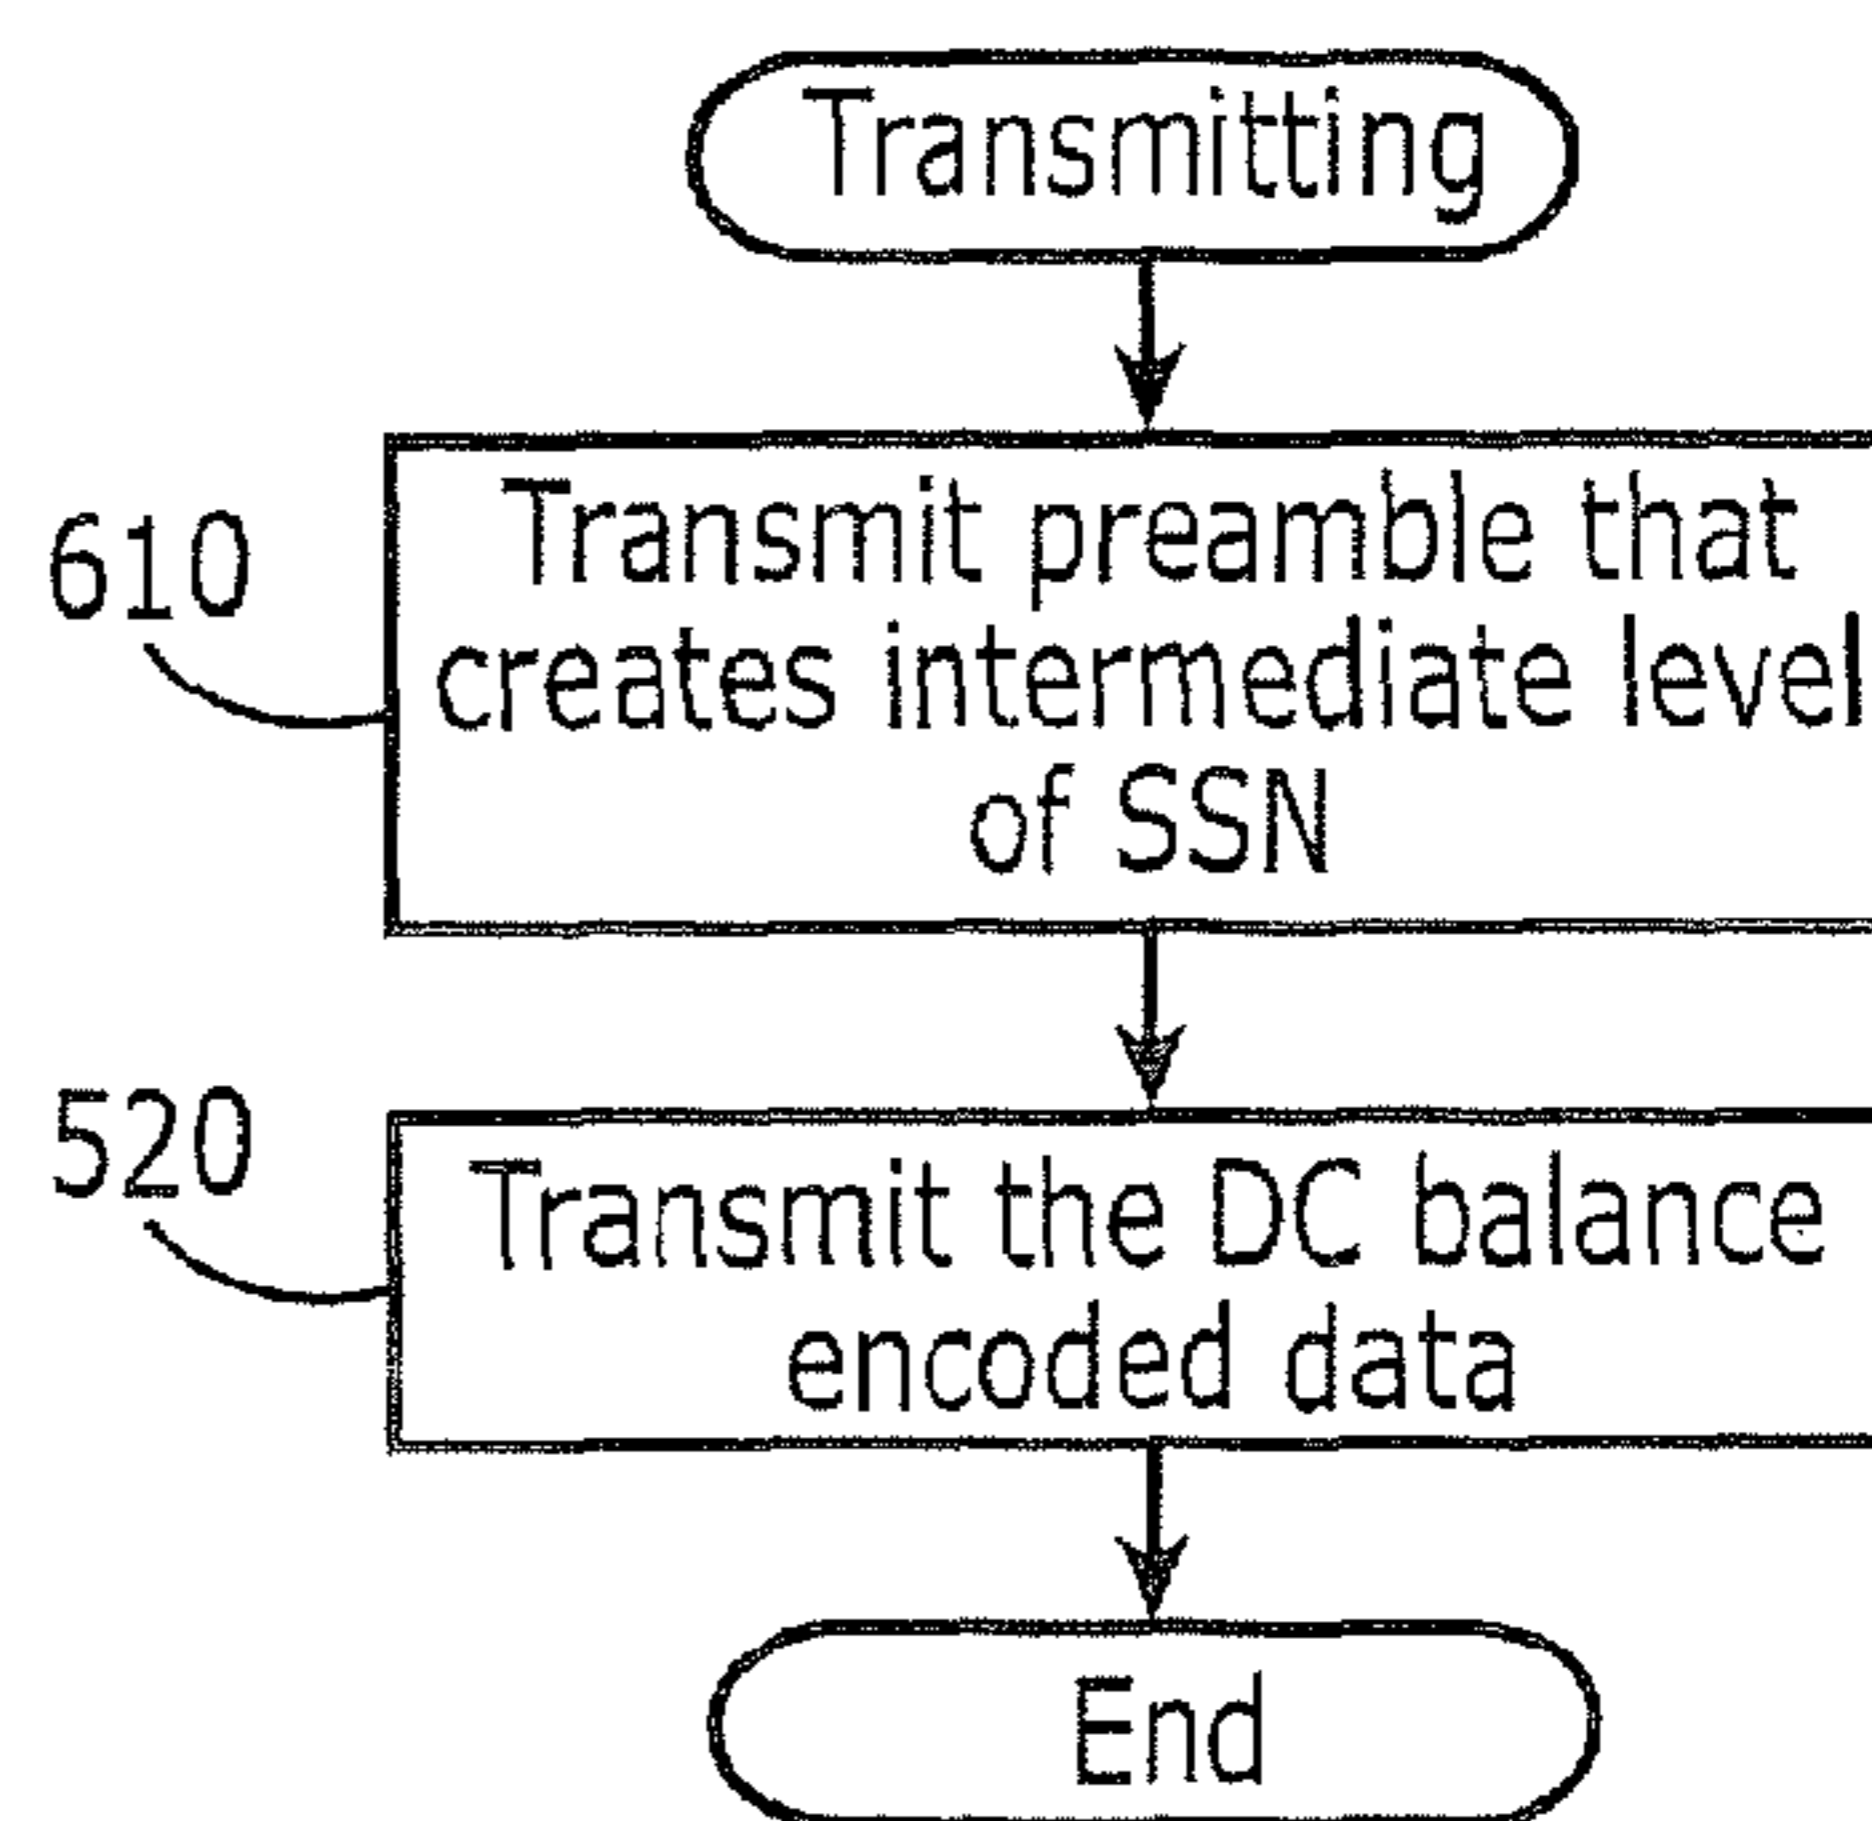 Transmitting
610
Transmit preamble that
creates intermediate level
of SSN
520
Transmit the DC balance
encoded data
End